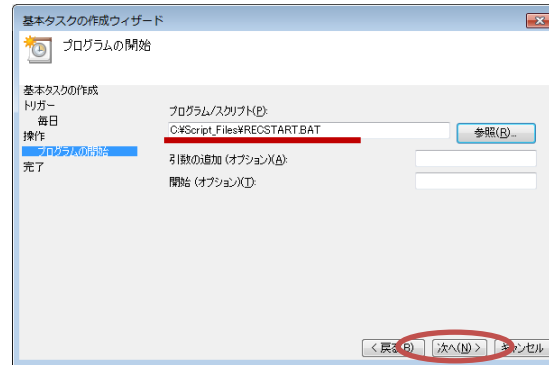 基本タスクの作成ウィザード
プログラムの開始
基本タスクの作成
トリガー
毎日
操作
プログラムの開始
完了
プログラム/スクリプト(P):
C:¥Script_Files¥RECSTART.BAT
参照(R)...
引数の追加 (オプション)(A):
開始 (オプション)(T):
< 戻る(B)
次へ(N) >
キャンセル